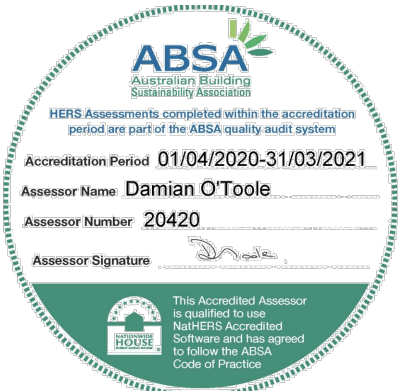 ABSA
Australian Building
Sustainability Association
HERS Assessments completed within the accreditation
period are part of the ABSA quality audit system
Accreditation Period 01/04/2020-31/03/2021
Assessor Name Damian O'Toole
Assessor Number 20420
Assessor Signature
This Accredited Assessor
is qualified to use
NatHERS Accredited
Software and has agreed
to follow the ABSA
Code of Practice
NATIONWIDE
HOUSE